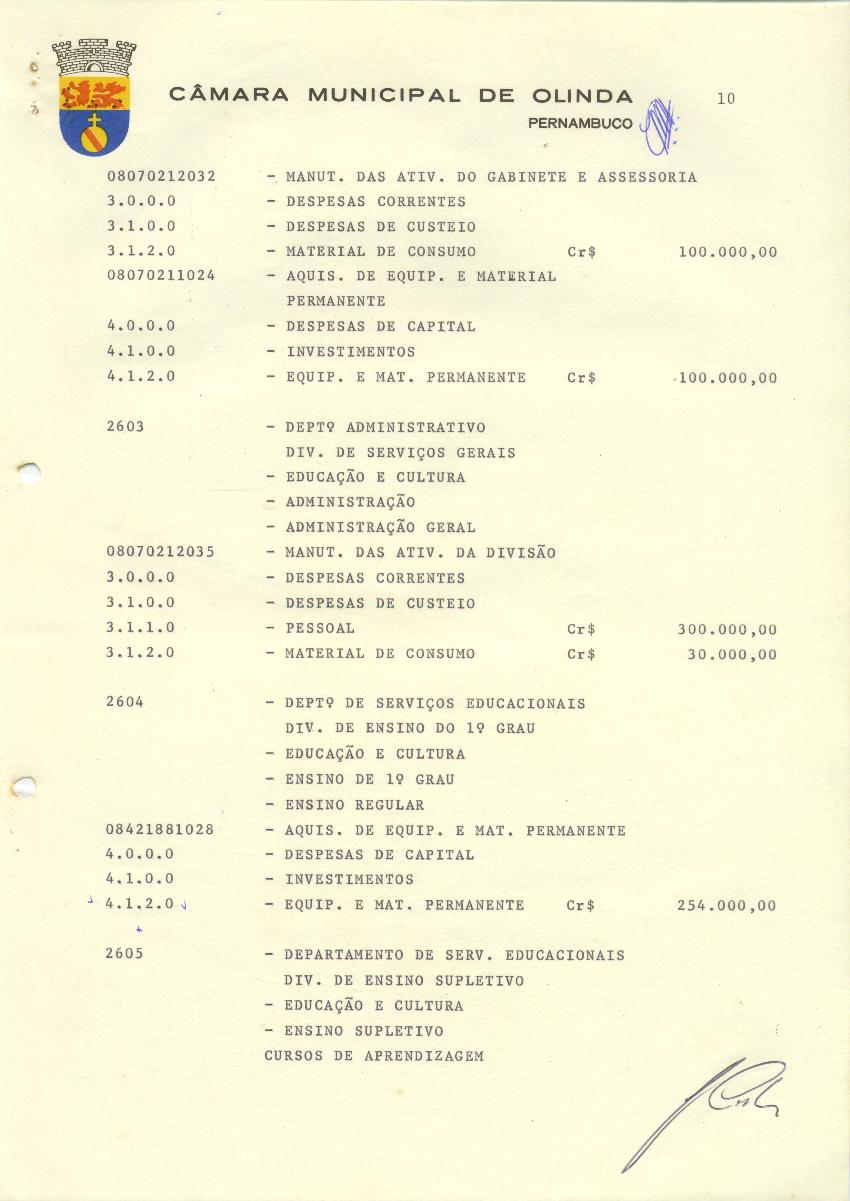 CÂMARA MUNICIPAL DE OLINDA 10
PERNAMBUCO
08070212032 - MANUT. DAS ATIV. DO GABINETE E ASSESSORIA
3.0.0.0 - DESPESAS CORRENTES
3.1.0.0 - DESPESAS DE CUSTEIO
3.1.2.0 - MATERIAL DE CONSUMO Cr$ 100.000,00
08070211024 - AQUIS. DE EQUIP. E MATERIAL
PERMANENTE
4.0.0.0 - DESPESAS DE CAPITAL
4.1.0.0 - INVESTIMENTOS
4.1.2.0 - EQUIP. E MAT. PERMANENTE Cr$ 100.000,00
2603 - DEPTº ADMINISTRATIVO
DIV. DE SERVIÇOS GERAIS
- EDUCAÇÃO E CULTURA
- ADMINISTRAÇÃO
- ADMINISTRAÇÃO GERAL
08070212035 - MANUT. DAS ATIV. DA DIVISÃO
3.0.0.0 - DESPESAS CORRENTES
3.1.0.0 - DESPESAS DE CUSTEIO
3.1.1.0 - PESSOAL Cr$ 300.000,00
3.1.2.0 - MATERIAL DE CONSUMO Cr$ 30.000,00
2604 - DEPTº DE SERVIÇOS EDUCACIONAIS
DIV. DE ENSINO DO 1º GRAU
- EDUCAÇÃO E CULTURA
- ENSINO DE 1º GRAU
- ENSINO REGULAR
08421881028 - AQUIS. DE EQUIP. E MAT. PERMANENTE
4.0.0.0 - DESPESAS DE CAPITAL
4.1.0.0 - INVESTIMENTOS
4.1.2.0 - EQUIP. E MAT. PERMANENTE Cr$ 254.000,00
2605 - DEPARTAMENTO DE SERV. EDUCACIONAIS
DIV. DE ENSINO SUPLETIVO
- EDUCAÇÃO E CULTURA
- ENSINO SUPLETIVO
CURSOS DE APRENDIZAGEM